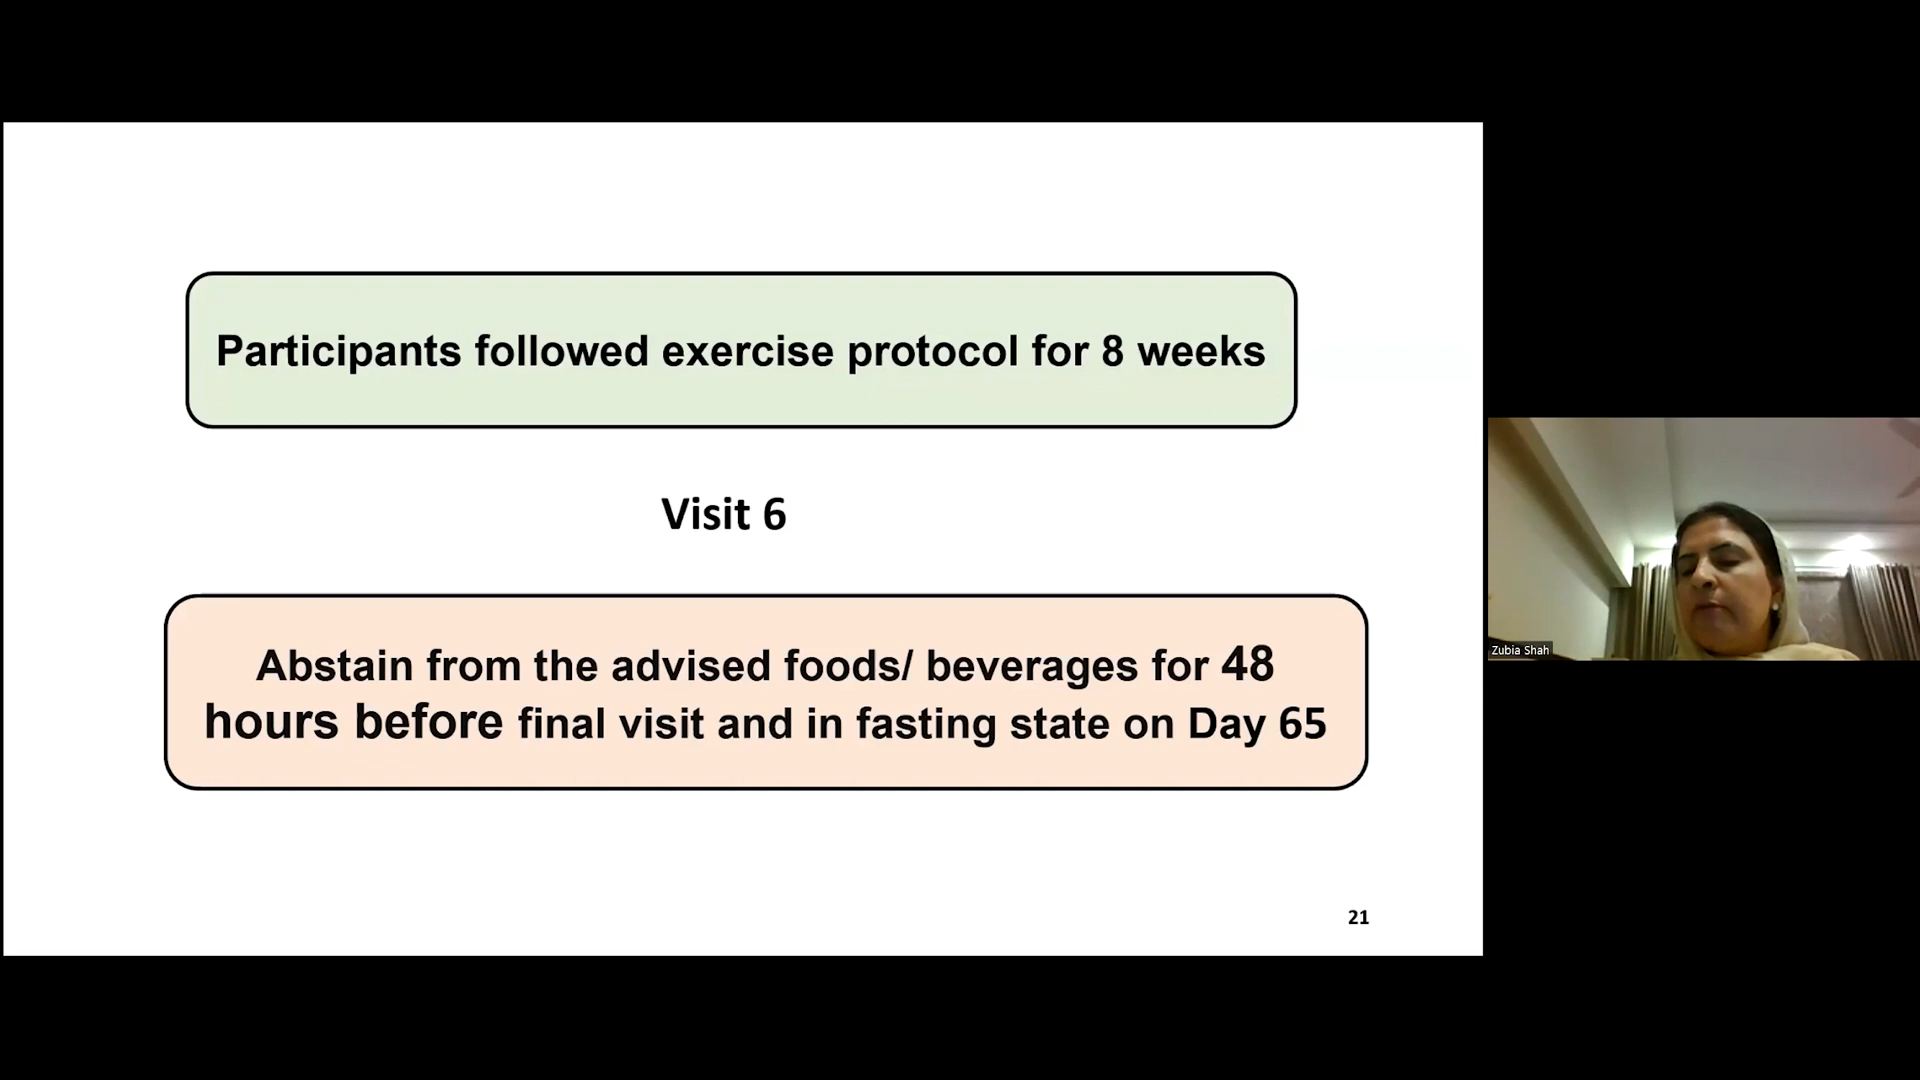 Participants followed exercise protocol for 8 weeks
Visit 6
Abstain from the advised foods/ beverages for 48
hours before final visit and in fasting state on Day 65
21
Zubia Shah